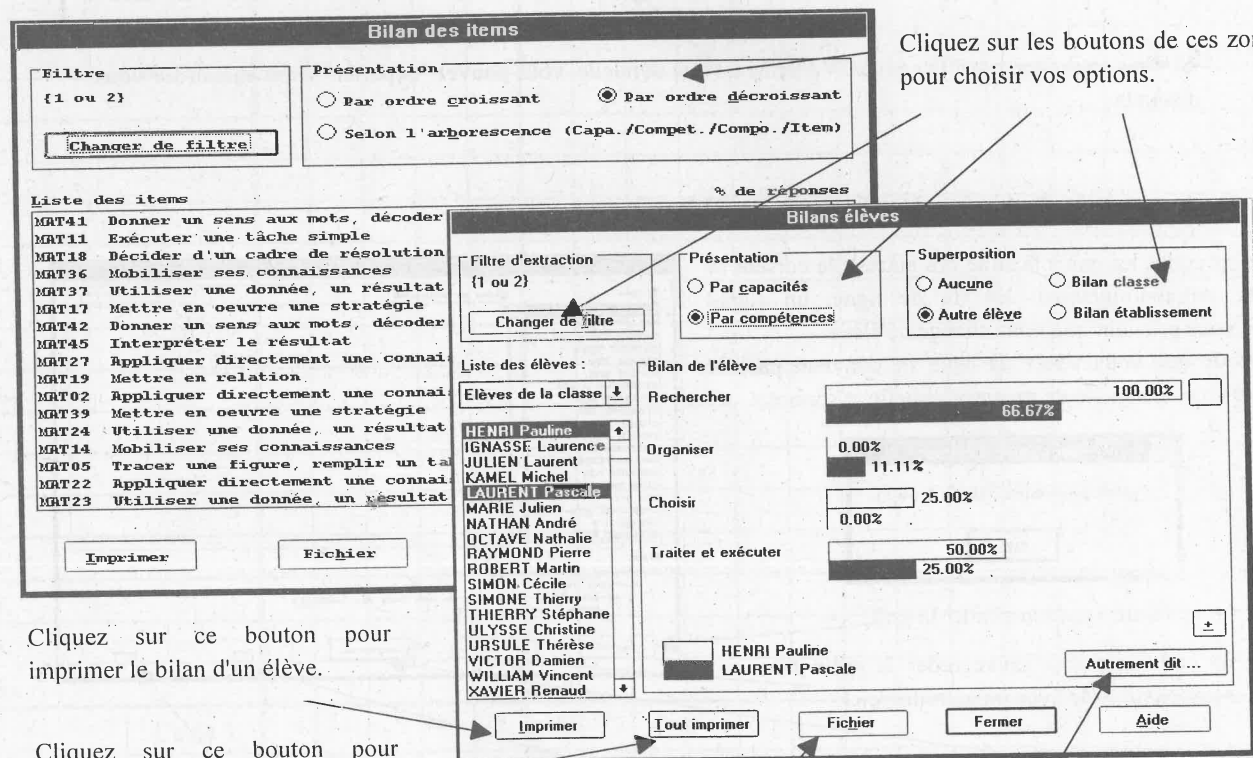 Bilan des items
Filtre
{1 ou 2}
Changer de filtre
Présentation
Par ordre croissant
Par ordre décroissant
Selon l'arborescence (Capa./Compet./Compo./Item)
Cliquez sur les boutons de ces
pour choisir vos options.
Liste des items
% de réponses
MAT41 Donner un sens aux mots, décoder
MAT11 Exécuter une tâche simple
MAT18 Décider d'un cadre de résolution
MAT36 Mobiliser ses connaissances
MAT37 Utiliser une donnée, un résultat
MAT17 Mettre en oeuvre une stratégie
MAT42 Donner un sens aux mots, décoder
MAT45 Interpréter le résultat
MAT27 Appliquer directement une
MAT19 Mettre en relation
MAT02 Appliquer directement une
MAT39 Mettre en oeuvre une stratégie
MAT24 Utiliser une donnée, un résultat
MAT14 Mobiliser ses connaissances
MAT05 Tracer une figure, remplir un
MAT22 Appliquer directement une
MAT23 Utiliser une donnée, un résultat
Imprimer
Fichier
Bilans élèves
Filtre d'extraction
{1 ou 2}
Changer de filtre
Présentation
Par capacités
Par compétences
Superposition
Aucune
Bilan classe
Autre élève
Bilan établissement
Liste des élèves :
Elèves de la classe
HENRI Pauline
IGNASSE Laurence
JULIEN Laurent
KAMEL Michel
LAURENT Pascale
MARIE Julien
NATHAN André
OCTAVE Nathalie
RAYMOND Pierre
ROBERT Martin
SIMON Cécile
SIMONE Thierry
THIERRY Stéphane
ULYSSE Christine
URSULE Thérèse
VICTOR Damien
WILLIAM Vincent
XAVIER Renaud
Bilan de l'élève
Rechercher
100.00%
66.67%
Organiser
0.00%
11.11%
Choisir
25.00%
0.00%
Traiter et exécuter
50.00%
25.00%
±
HENRI Pauline
LAURENT Pascale
Autrement dit ...
Imprimer
Tout imprimer
Fichier
Fermer
Aide
Cliquez sur ce bouton pour
imprimer le bilan d'un élève.
Cliquez sur ce bouton pour